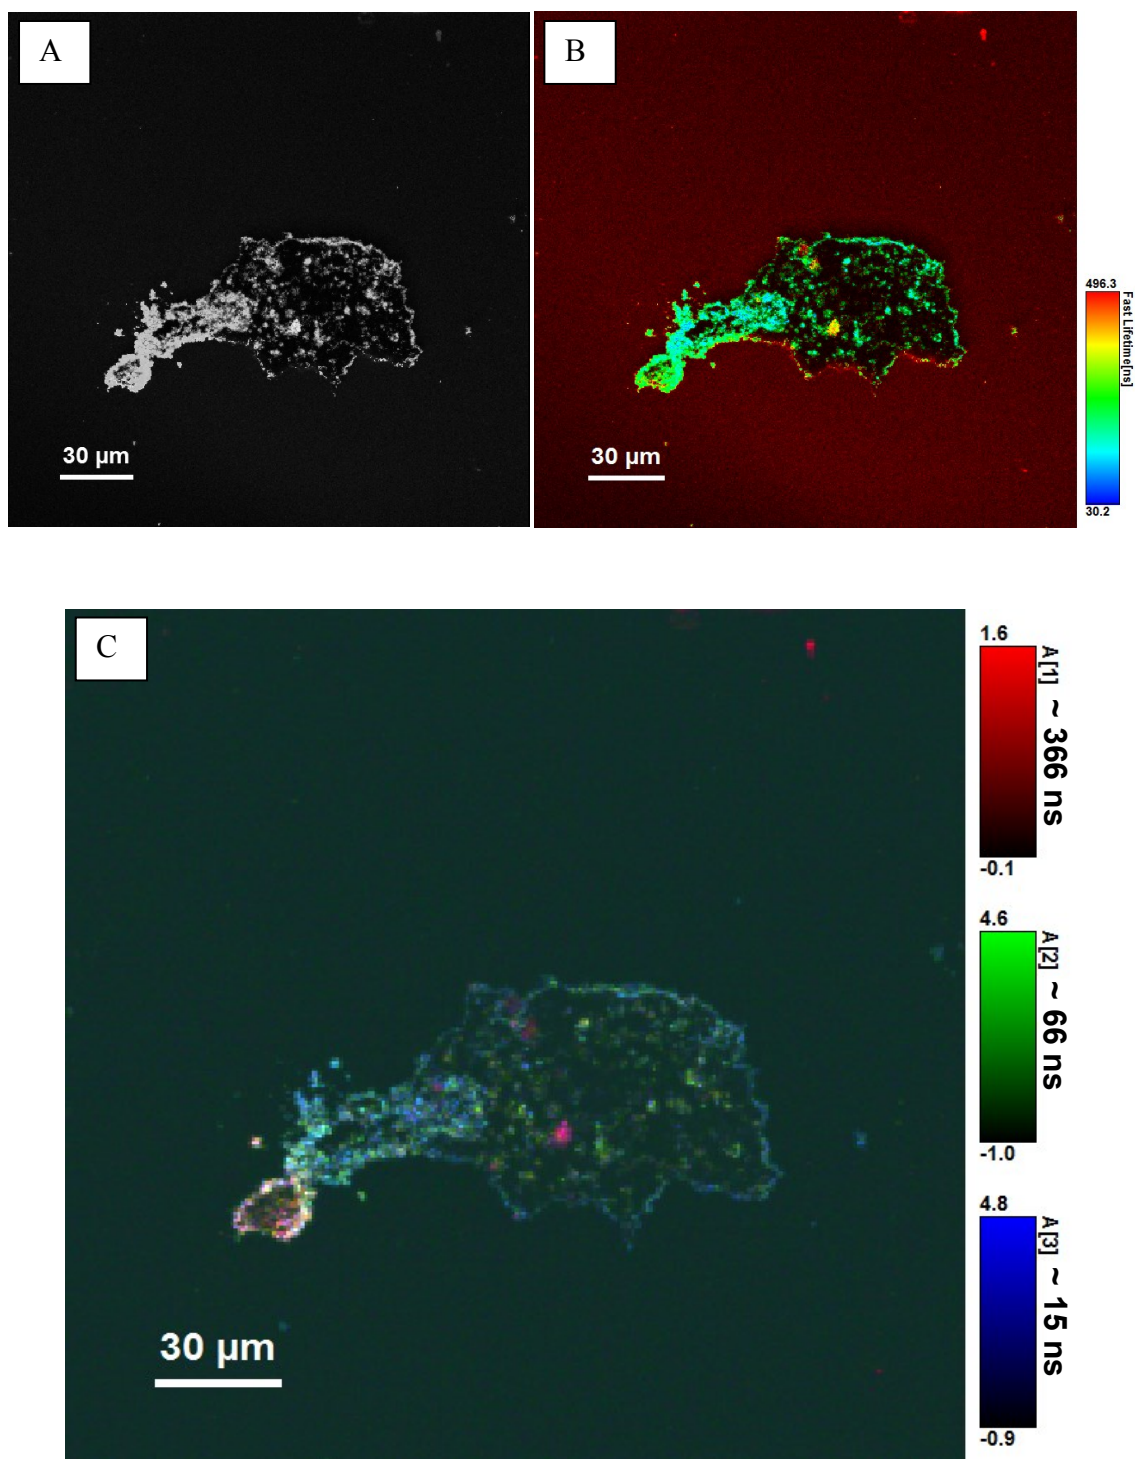 A
B
30 µm
30 µm
496.3
Fast Lifetime[ns]
30.2
C
1.6
A[1] ~ 366 ns
-0.1
4.6
A[2] ~ 66 ns
-1.0
4.8
A[3] ~ 15 ns
-0.9
30 µm